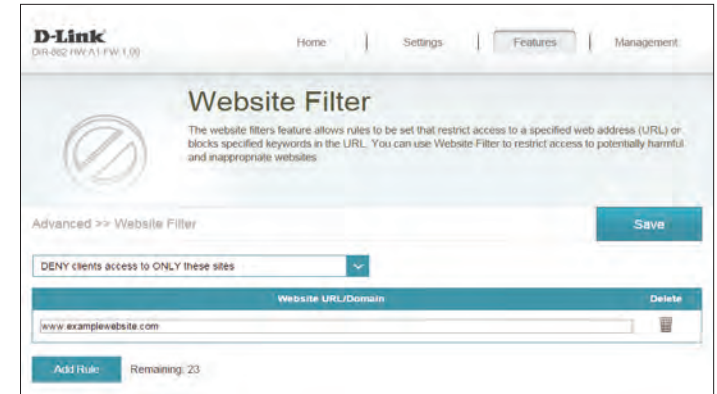 D-Link
DIR-882 HW:A1 FW:1.00
Home | Settings | Features | Management
Website Filter
The website filters feature allows rules to be set that restrict access to a specified web address (URL) or
blocks specified keywords in the URL. You can use Website Filter to restrict access to potentially harmful
and inappropriate websites
Advanced >> Website Filter
Save
DENY clients access to ONLY these sites
Website URL/Domain Delete
www.examplewebsite.com
Add Rule Remaining: 23